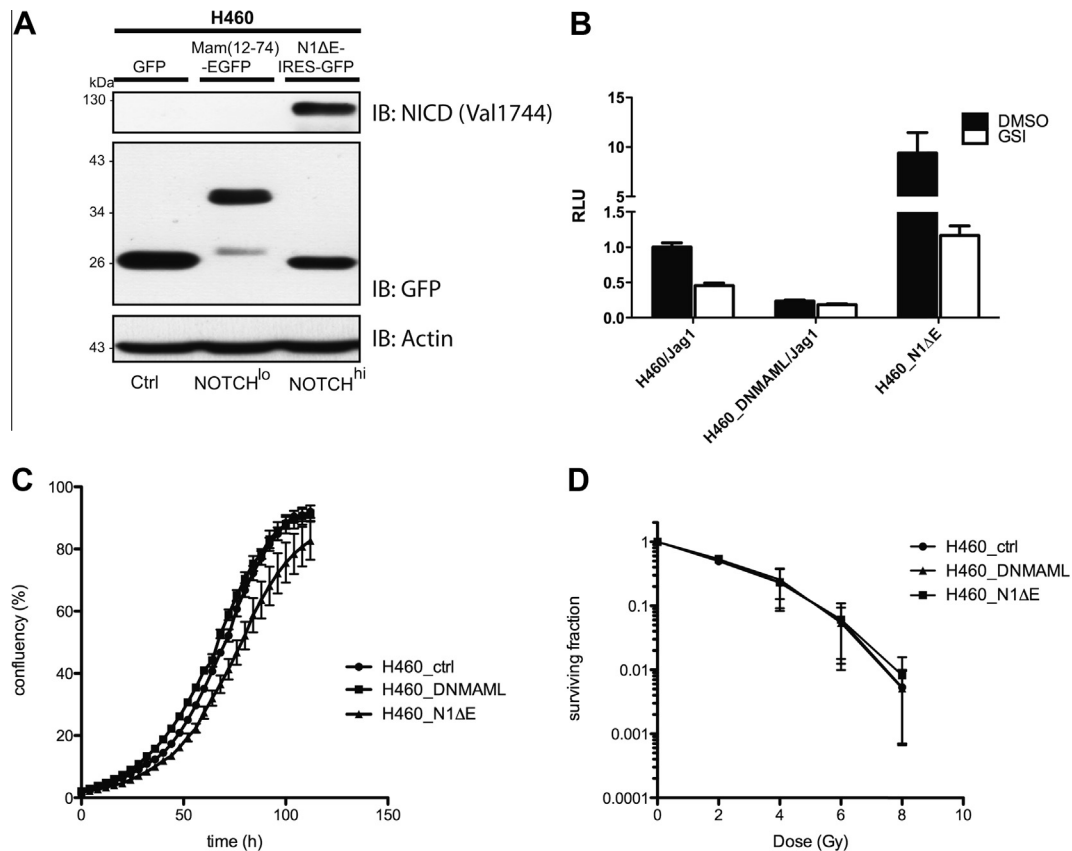 A
H460
GFP
Mam(12-74)
-EGFP
N1ΔE-
IRES-GFP
kDa
130
IB: NICD (Val1744)
43
34
26
IB: GFP
43
IB: Actin
Ctrl
NOTCHlo
NOTCHhi
B
15
10
5
1.5
1.0
0.5
0.0
RLU
DMSO
GSI
H460/Jag1
H460_DNMAML/Jag1
H460_N1ΔE
C
100
80
60
40
20
0
confluency (%)
0 50 100 150
time (h)
H460_ctrl
H460_DNMAML
H460_N1ΔE
D
1
0.1
0.01
0.001
0.0001
surviving fraction
0 2 4 6 8 10
Dose (Gy)
H460_ctrl
H460_DNMAML
H460_N1ΔE